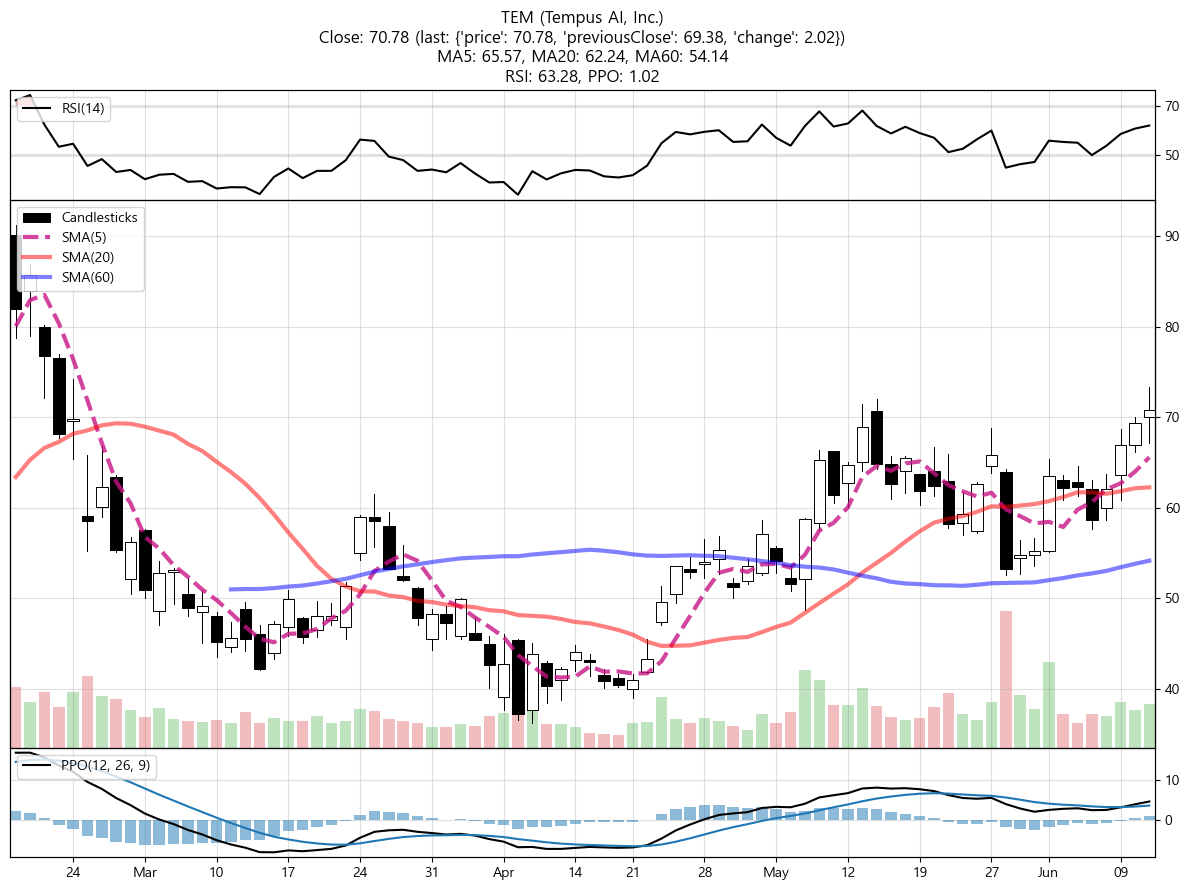 TEM (Tempus AI, Inc.)
Close: 70.78 (last: {'price': 70.78, 'previousClose': 69.38, 'change': 2.02})
MA5: 65.57, MA20: 62.24, MA60: 54.14
RSI: 63.28, PPO: 1.02
RSI(14)
70
50
Candlesticks
SMA(5)
SMA(20)
SMA(60)
90
80
70
60
50
40
PPO(12, 26, 9)
10
0
24 Mar 10 17 24 31 Apr 14 21 28 May 12 19 27 Jun 09